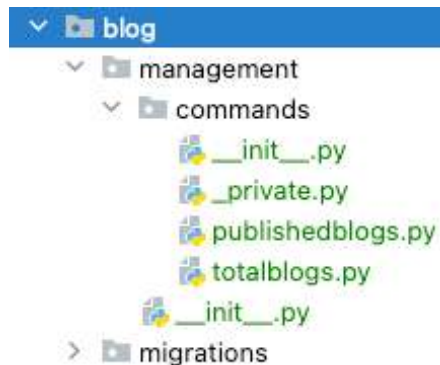 blog
management
commands
__init__.py
_private.py
publishedblogs.py
totalblogs.py
__init__.py
migrations